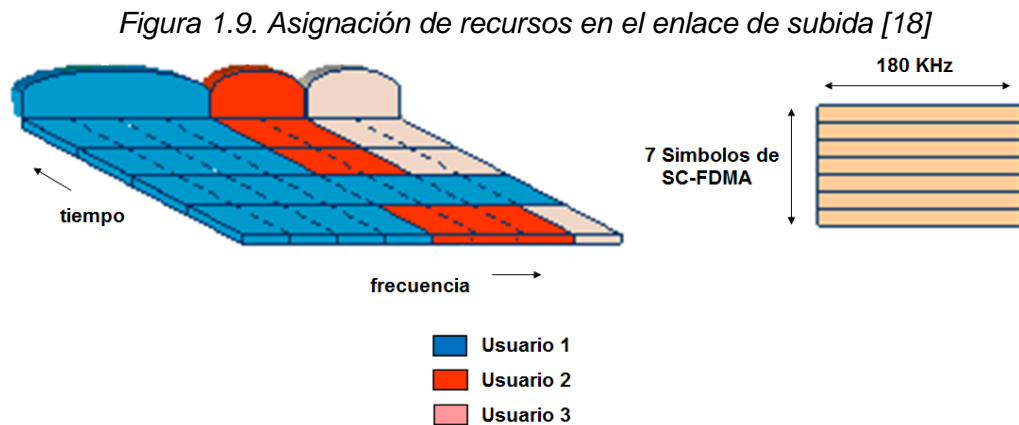 Figura 1.9. Asignación de recursos en el enlace de subida [18]
180 KHz
7 Simbolos de
SC-FDMA
tiempo
frecuencia
Usuario 1
Usuario 2
Usuario 3